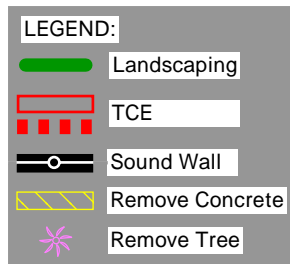 LEGEND:
Landscaping
TCE
Sound Wall
Remove Concrete
Remove Tree